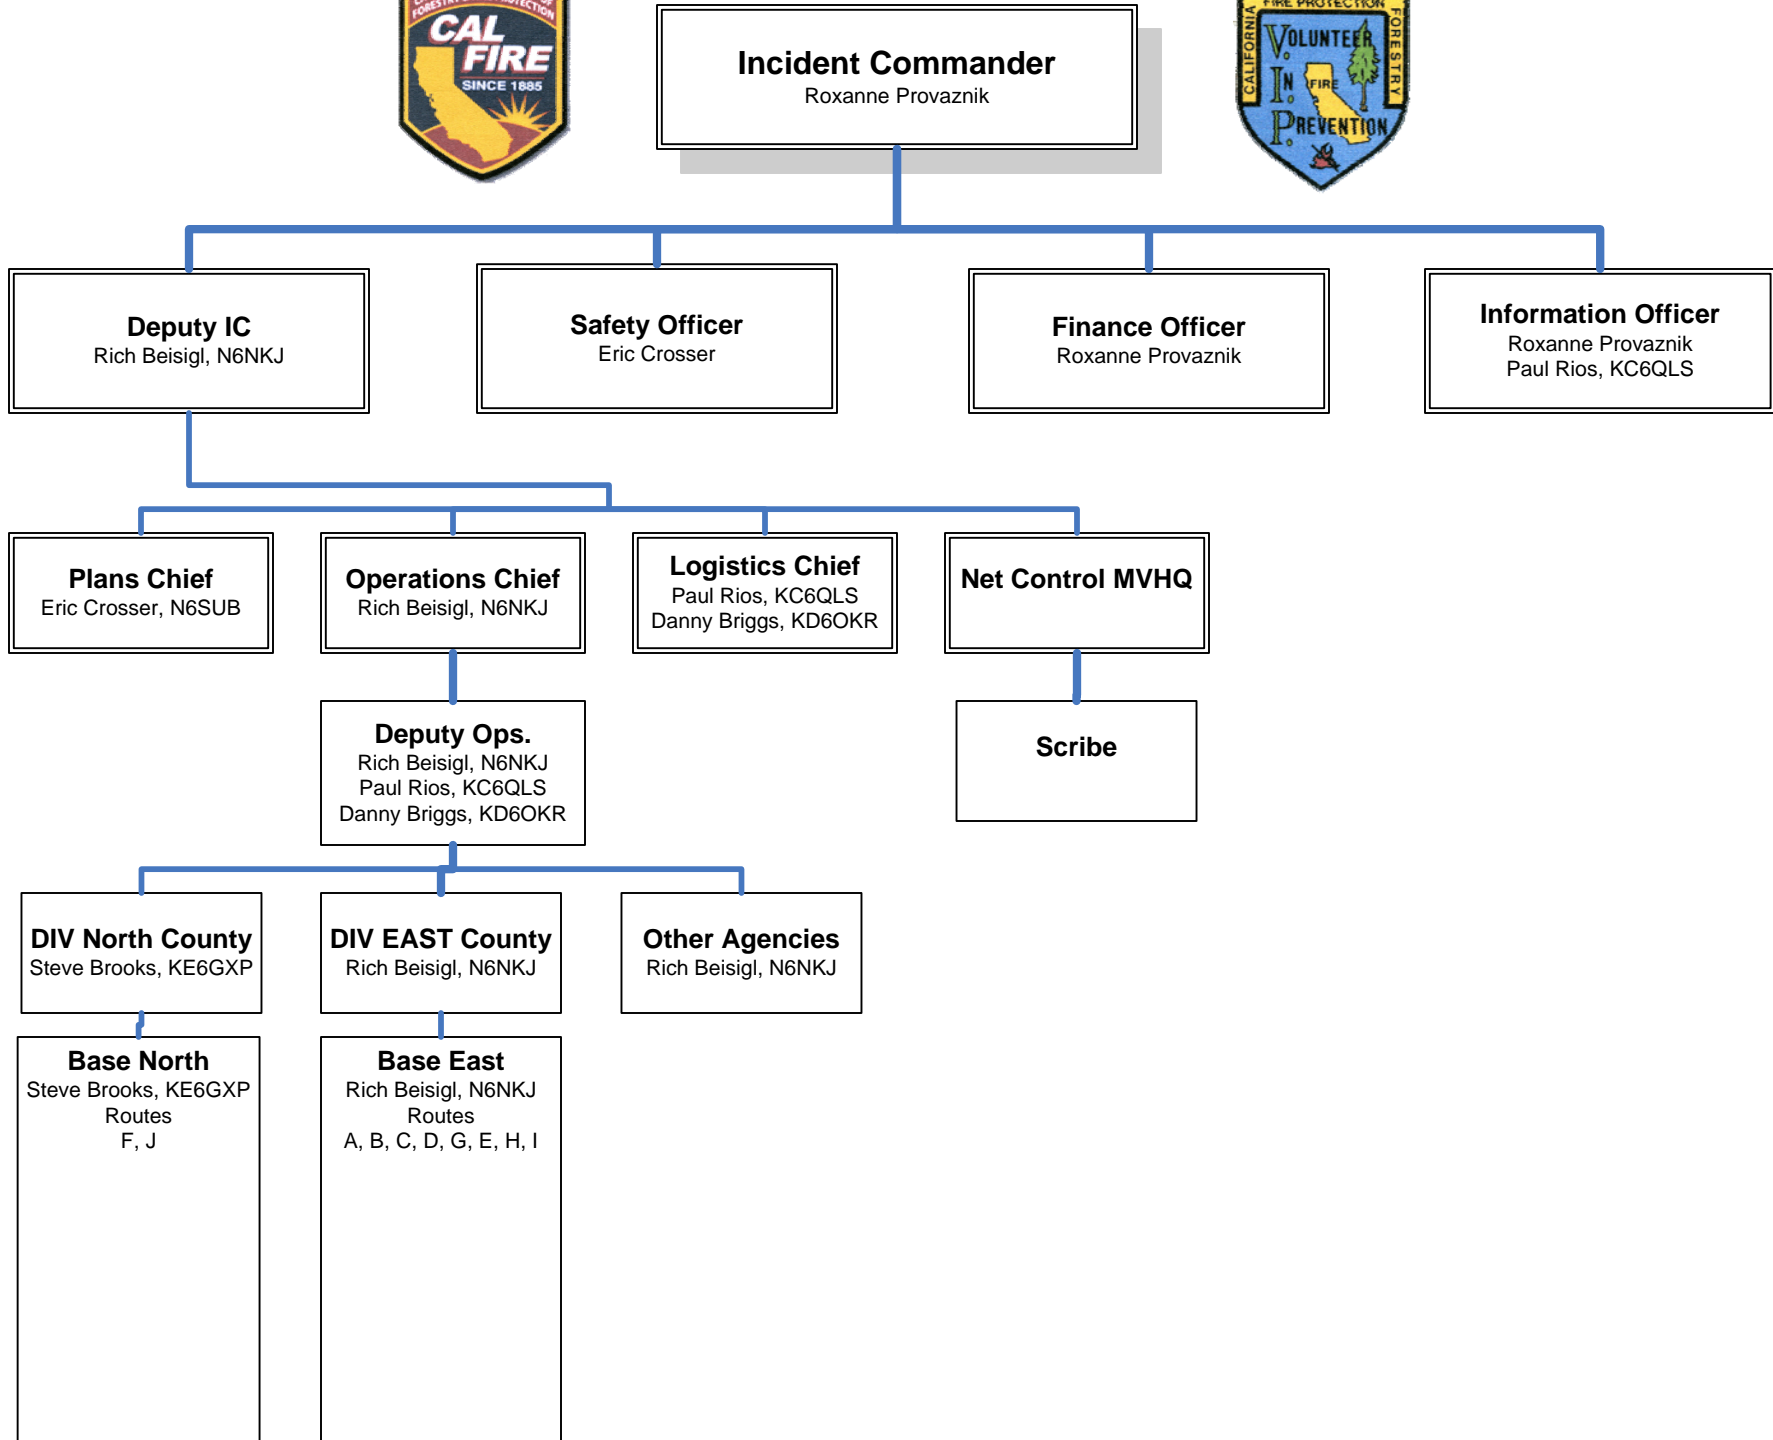 FORESTRY
PROTECTION
CAL
FIRE
SINCE 1885
Incident Commander
Roxanne Provaznik
FIRE PROTECTION
CALIFORNIA
FORESTRY
VOLUNTEER
IN
FIRE
PREVENTION
Deputy IC
Rich Beisigl, N6NKJ
Safety Officer
Eric Crosser
Finance Officer
Roxanne Provaznik
Information Officer
Roxanne Provaznik
Paul Rios, KC6QLS
Plans Chief
Eric Crosser, N6SUB
Operations Chief
Rich Beisigl, N6NKJ
Logistics Chief
Paul Rios, KC6QLS
Danny Briggs, KD6OKR
Net Control MVHQ
Deputy Ops.
Rich Beisigl, N6NKJ
Paul Rios, KC6QLS
Danny Briggs, KD6OKR
Scribe
DIV North County
Steve Brooks, KE6GXP
DIV EAST County
Rich Beisigl, N6NKJ
Other Agencies
Rich Beisigl, N6NKJ
Base North
Steve Brooks, KE6GXP
Routes
F, J
Base East
Rich Beisigl, N6NKJ
Routes
A, B, C, D, G, E, H, I